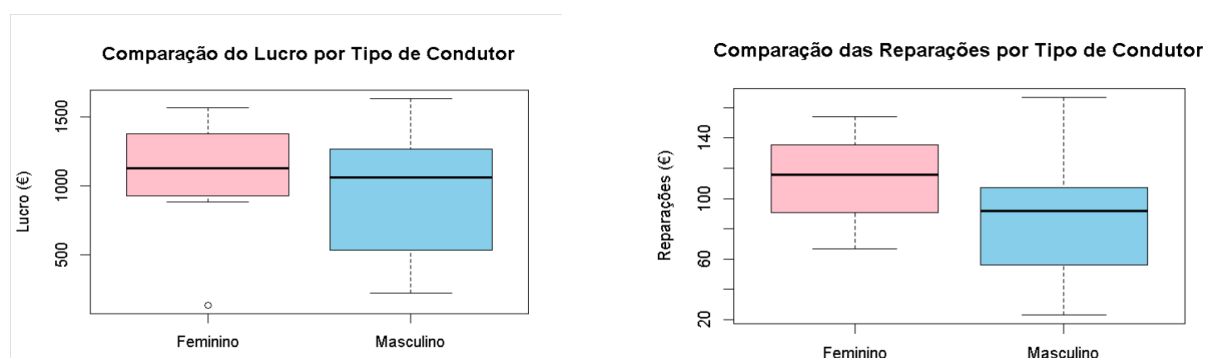 Comparação do Lucro por Tipo de Condutor
Lucro (€)
1500
1000
500
Feminino
Masculino
Comparação das Reparações por Tipo de Condutor
Reparações (€)
140
100
60
20
Feminino
Masculino